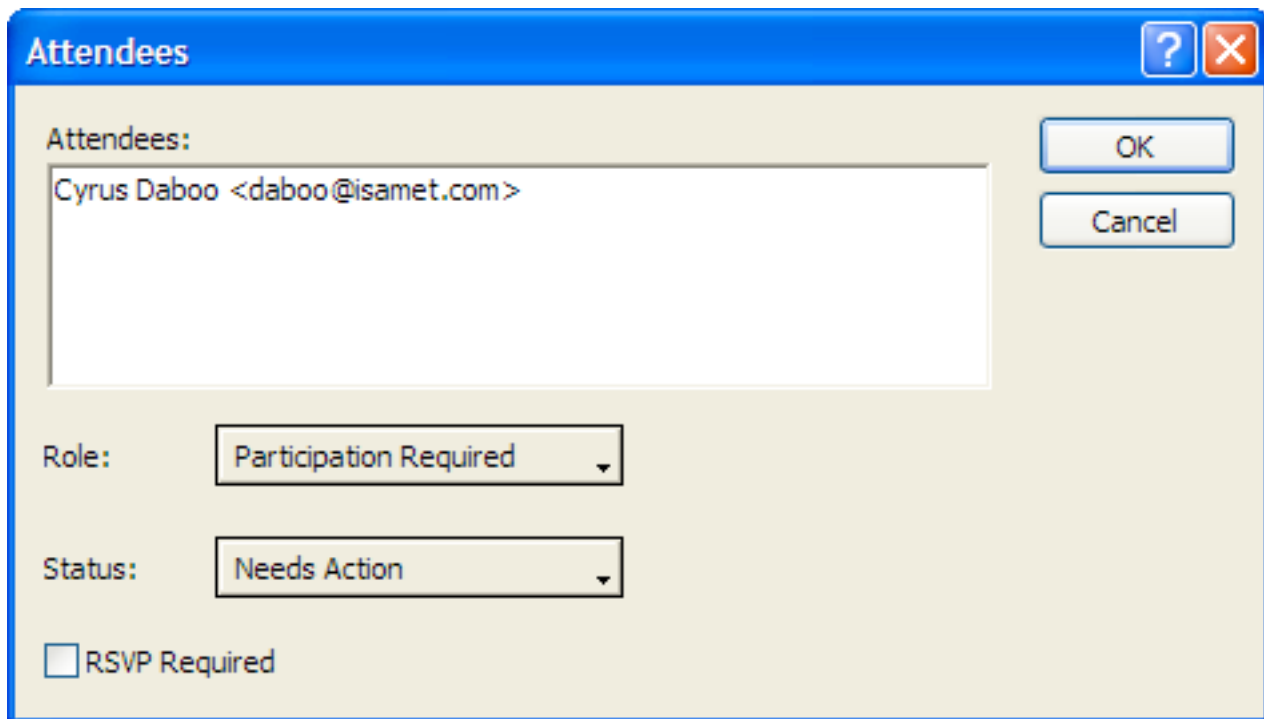 Attendees
Attendees:
OK
Cyrus Daboo <daboo@isamet.com>
Cancel
Role:
Participation Required
Status:
Needs Action
RSVP Required